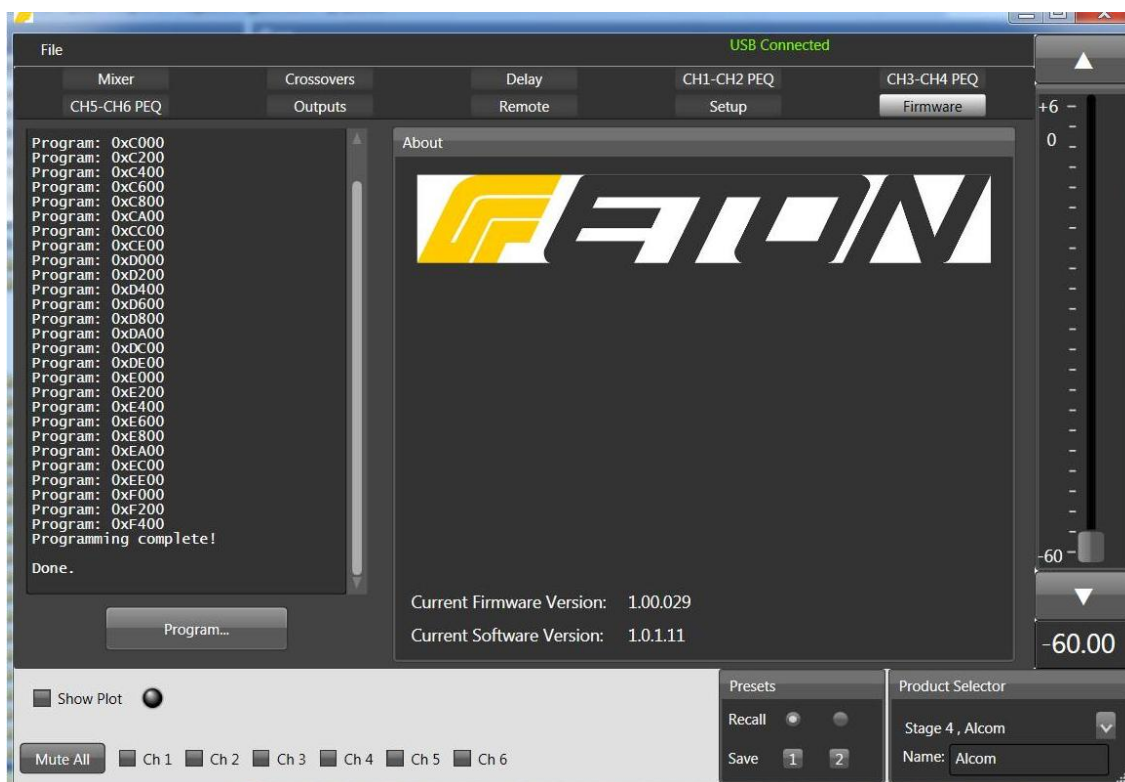 File
USB Connected
Mixer Crossovers Delay CH1-CH2 PEQ CH3-CH4 PEQ
CH5-CH6 PEQ Outputs Remote Setup Firmware
Program: 0xC000
Program: 0xC200
Program: 0xC400
Program: 0xC600
Program: 0xC800
Program: 0xCA00
Program: 0xCC00
Program: 0xCE00
Program: 0xD000
Program: 0xD200
Program: 0xD400
Program: 0xD600
Program: 0xD800
Program: 0xDA00
Program: 0xDC00
Program: 0xDE00
Program: 0xE000
Program: 0xE200
Program: 0xE400
Program: 0xE600
Program: 0xE800
Program: 0xEA00
Program: 0xEC00
Program: 0xEE00
Program: 0xF000
Program: 0xF200
Program: 0xF400
Programming complete!
Done.
Program...
About
ETON
Current Firmware Version: 1.00.029
Current Software Version: 1.0.1.11
+6
0
-60
-60.00
Show Plot
Mute All Ch 1 Ch 2 Ch 3 Ch 4 Ch 5 Ch 6
Presets
Recall
Save 1 2
Product Selector
Stage 4 , Alcom
Name: Alcom